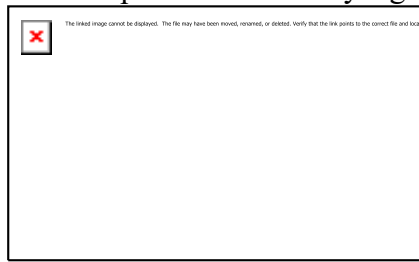 The linked image cannot be displayed. The file may have been moved, renamed, or deleted. Verify that the link points to the correct file and loca